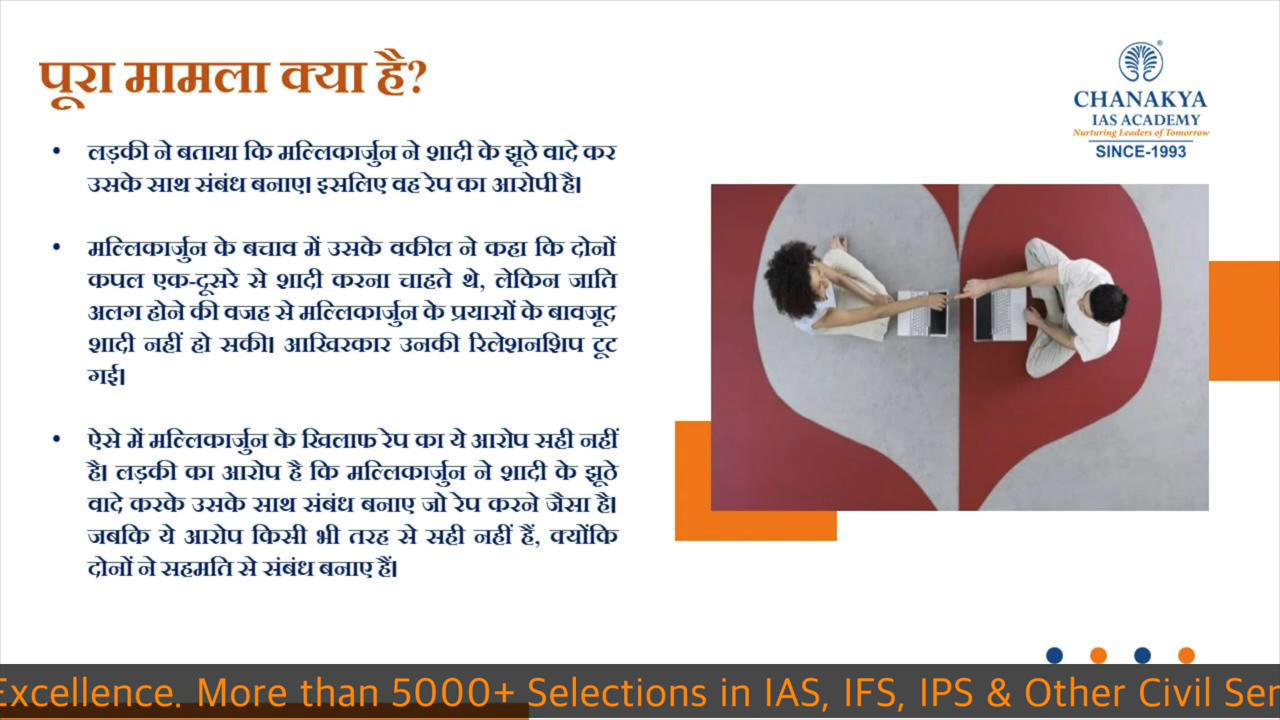 पूरा मामला क्या है?
CHANAKYA
IAS ACADEMY
Nurturing Leaders of Tomorrow
SINCE-1993
• लड़की ने बताया कि मल्लिकार्जुन ने शादी के झूठे वादे कर
उसके साथ संबंध बनाए। इसलिए वह रेप का आरोपी है।
• मल्लिकार्जुन के बचाव में उसके वकील ने कहा कि दोनों
कपल एक-दूसरे से शादी करना चाहते थे, लेकिन जाति
अलग होने की वजह से मल्लिकार्जुन के प्रयासों के बावजूद
शादी नहीं हो सकी। आखिरकार उनकी रिलेशनशिप टूट
गई।
• ऐसे में मल्लिकार्जुन के खिलाफ रेप का ये आरोप सही नहीं
है। लड़की का आरोप है कि मल्लिकार्जुन ने शादी के झूठे
वादे करके उसके साथ संबंध बनाए जो रेप करने जैसा है।
जबकि ये आरोप किसी भी तरह से सही नहीं हैं, क्योंकि
दोनों ने सहमति से संबंध बनाए हैं।
Excellence. More than 5000+ Selections in IAS, IFS, IPS & Other Civil Ser